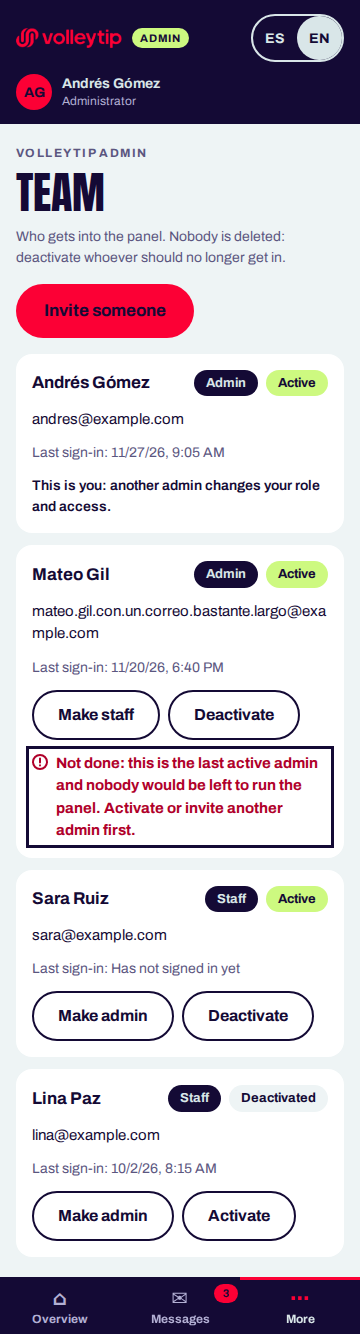 volleytip ADMIN ES EN
AG Andrés Gómez
Administrator
VOLLEYTIP ADMIN
TEAM
Who gets into the panel. Nobody is deleted:
deactivate whoever should no longer get in.
Invite someone
Andrés Gómez Admin Active
andres@example.com
Last sign-in: 11/27/26, 9:05 AM
This is you: another admin changes your role
and access.
Mateo Gil Admin Active
mateo.gil.con.un.correo.bastante.largo@exa
mple.com
Last sign-in: 11/20/26, 6:40 PM
Make staff Deactivate
Not done: this is the last active admin
and nobody would be left to run the
panel. Activate or invite another
admin first.
Sara Ruiz Staff Active
sara@example.com
Last sign-in: Has not signed in yet
Make admin Deactivate
Lina Paz Staff Deactivated
lina@example.com
Last sign-in: 10/2/26, 8:15 AM
Make admin Activate
3
Overview Messages More